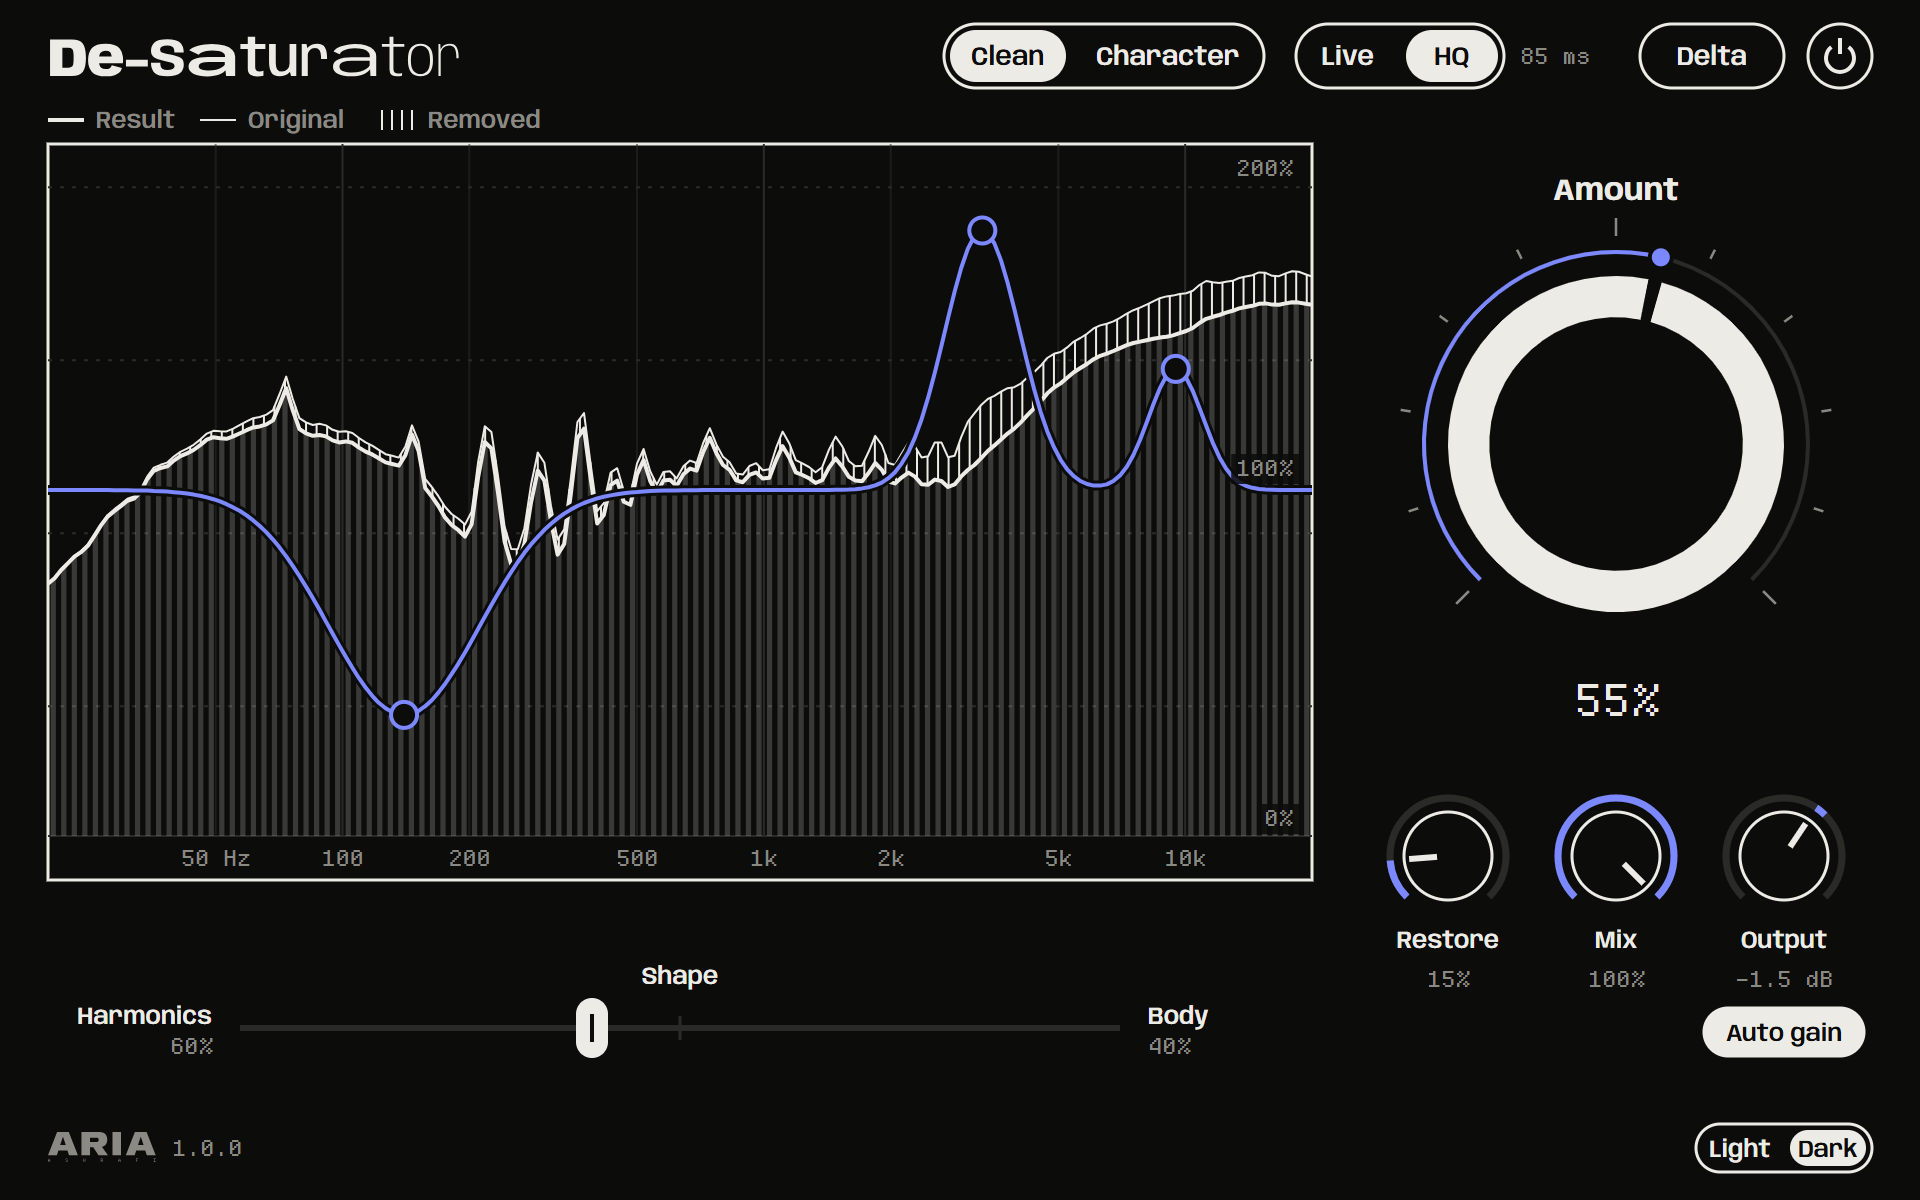 De-Saturator
Clean Character Live HQ 85 ms Delta
Result Original Removed
200%
100%
0%
50 Hz 100 200 500 1k 2k 5k 10k
Amount
55%
Restore Mix Output
15% 100% -1.5 dB
Auto gain
Shape
Harmonics
60%
Body
40%
ARIA 1.0.0
Light Dark